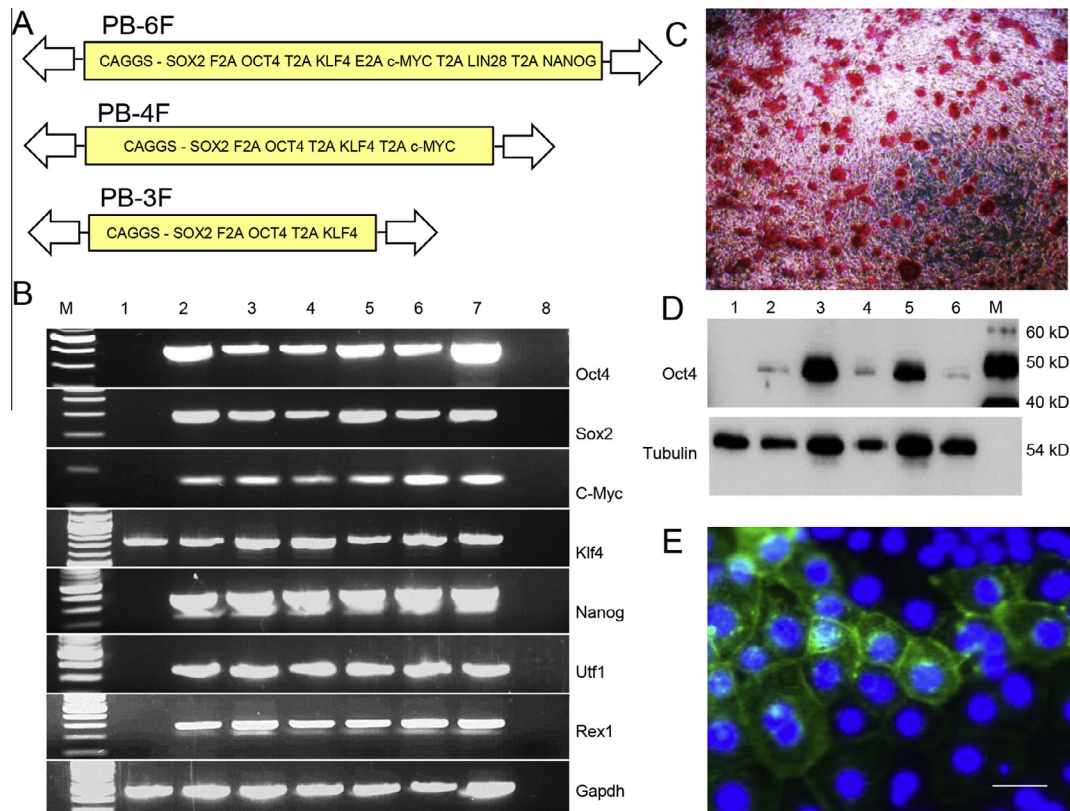 A
PB-6F
CAGGS - SOX2 F2A OCT4 T2A KLF4 E2A c-MYC T2A LIN28 T2A NANOG
PB-4F
CAGGS - SOX2 F2A OCT4 T2A KLF4 T2A c-MYC
PB-3F
CAGGS - SOX2 F2A OCT4 T2A KLF4
B
M 1 2 3 4 5 6 7 8
Oct4
Sox2
C-Myc
Klf4
Nanog
Utf1
Rex1
Gapdh
C
D
1 2 3 4 5 6 M
60 kD
Oct4 50 kD
40 kD
Tubulin 54 kD
E